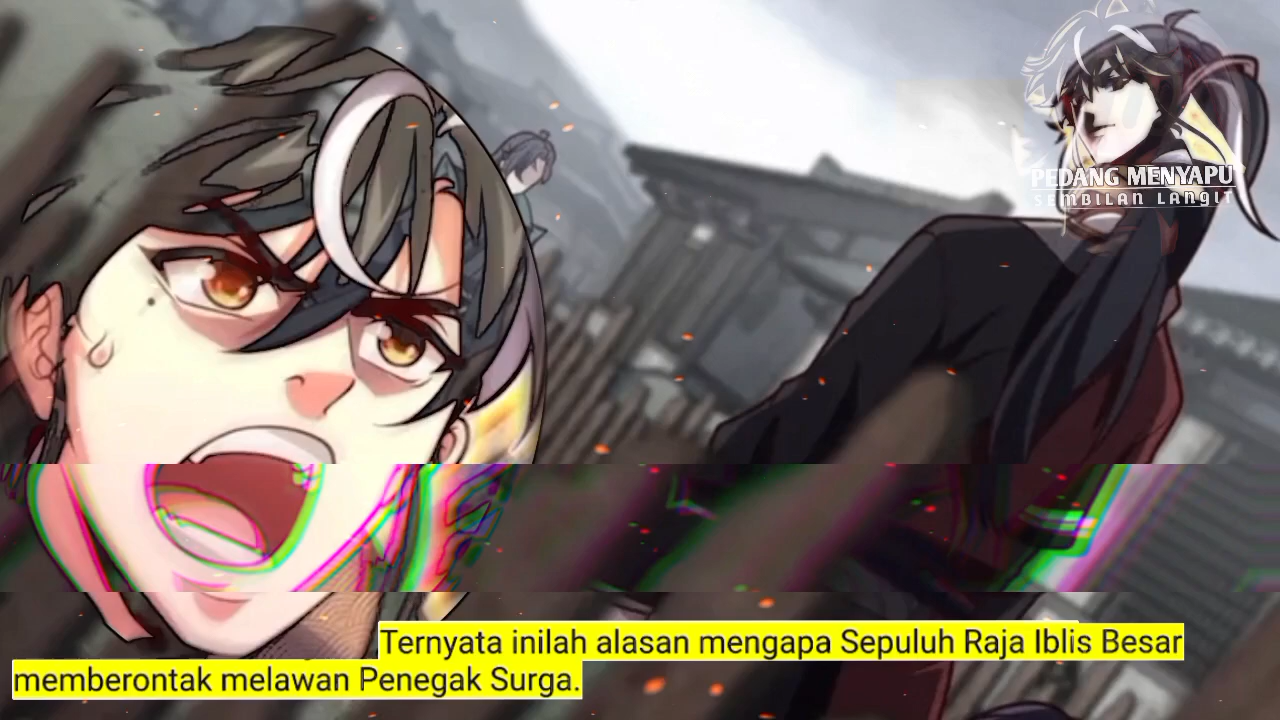 PEDANG MENYAPU
SEMBILAN LANGIT
Ternyata inilah alasan mengapa Sepuluh Raja Iblis Besar
memberontak melawan Penegak Surga.